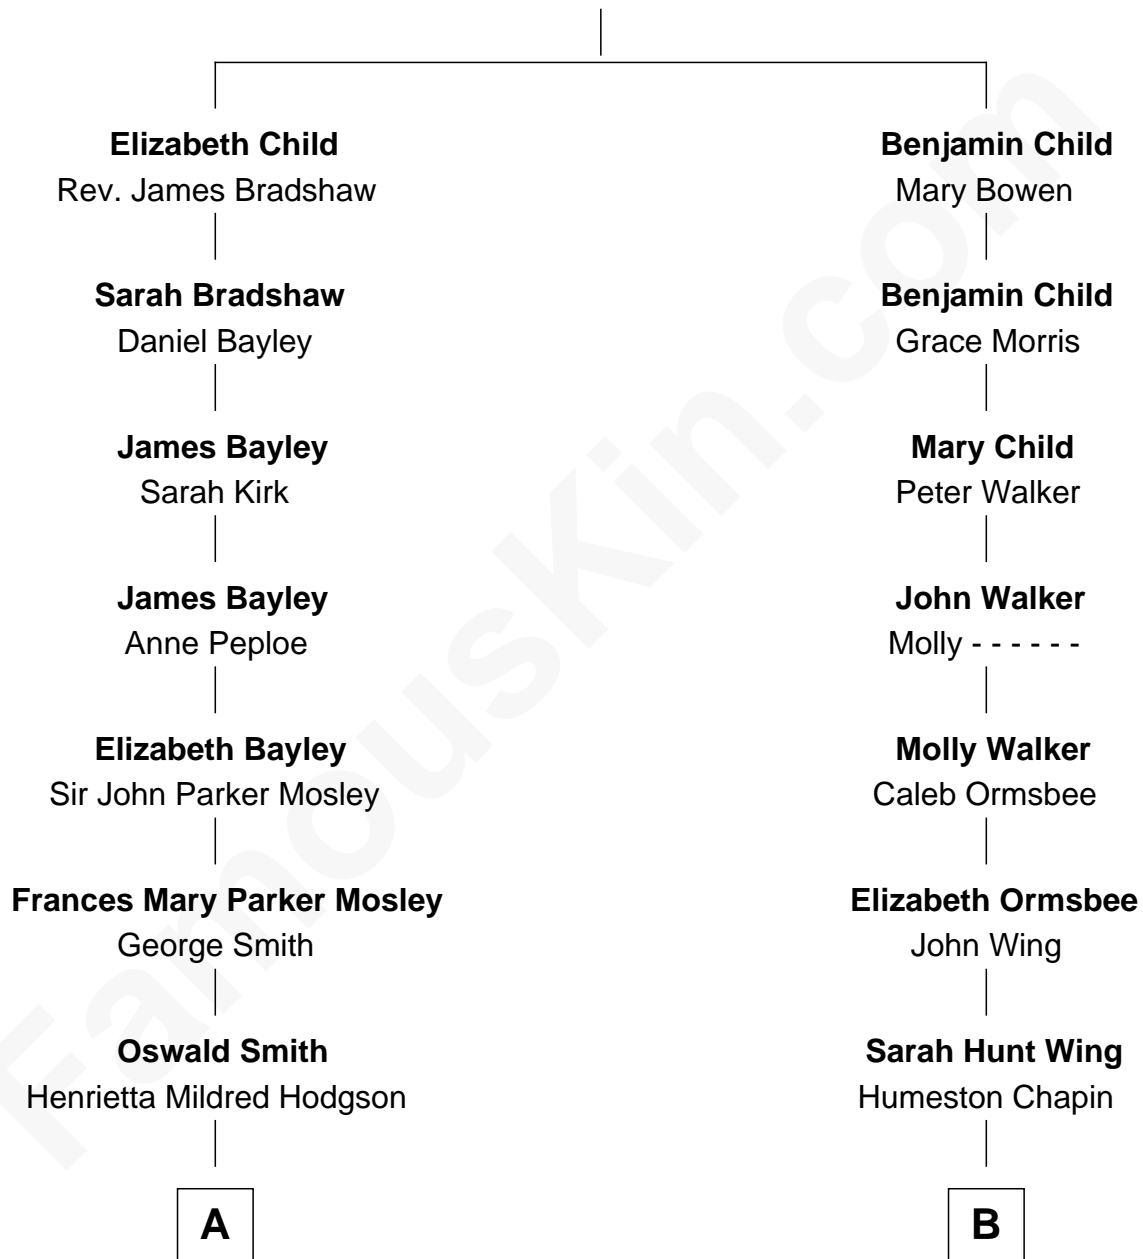 Elizabeth Child
Rev. James Bradshaw
Sarah Bradshaw
Daniel Bayley
James Bayley
Sarah Kirk
James Bayley
Anne Peploe
Elizabeth Bayley
Sir John Parker Mosley
Frances Mary Parker Mosley
George Smith
Oswald Smith
Henrietta Mildred Hodgson
A
Benjamin Child
Mary Bowen
Benjamin Child
Grace Morris
Mary Child
Peter Walker
John Walker
Molly - - - - - -
Molly Walker
Caleb Ormsbee
Elizabeth Ormsbee
John Wing
Sarah Hunt Wing
Humeston Chapin
B
FamousKin.com